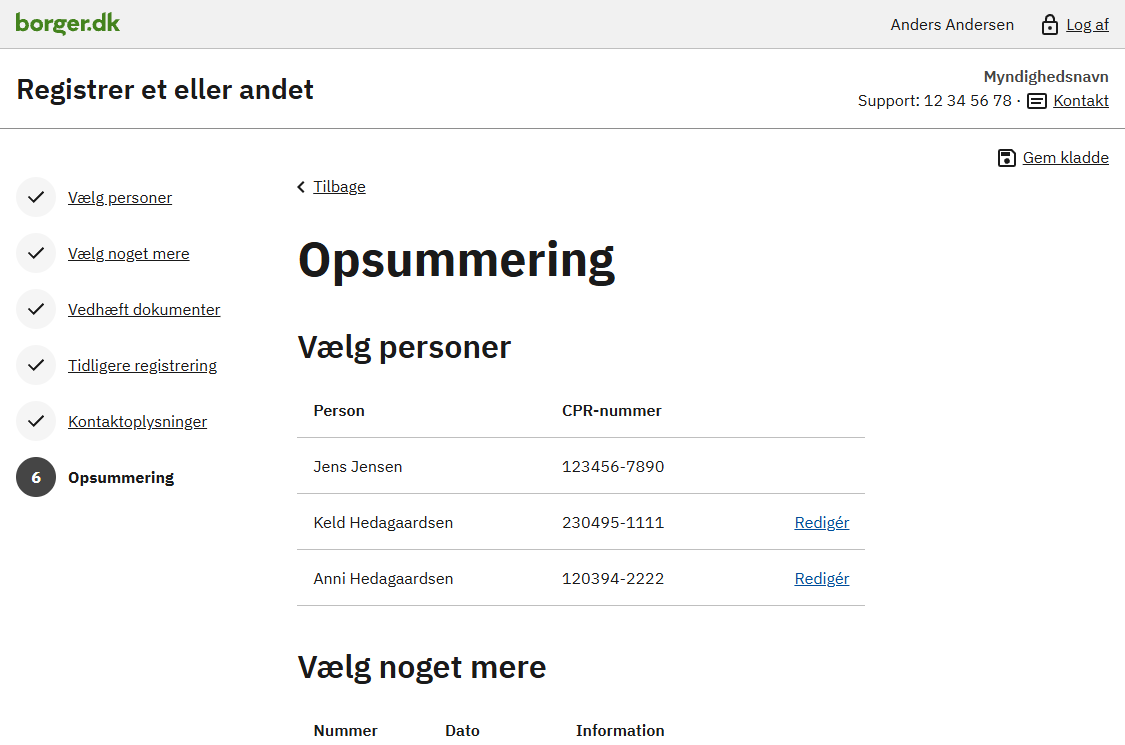 borger.dk
Anders Andersen
Log af
Registrer et eller andet
Myndighedsnavn
Support: 12 34 56 78 · Kontakt
Gem kladde
Vælg personer
Vælg noget mere
Vedhæft dokumenter
Tidligere registrering
Kontaktoplysninger
6 Opsummering
Tilbage
Opsummering
Vælg personer
Person CPR-nummer
Jens Jensen 123456-7890
Keld Hedagaardsen 230495-1111 Redigér
Anni Hedagaardsen 120394-2222 Redigér
Vælg noget mere
Nummer Dato Information